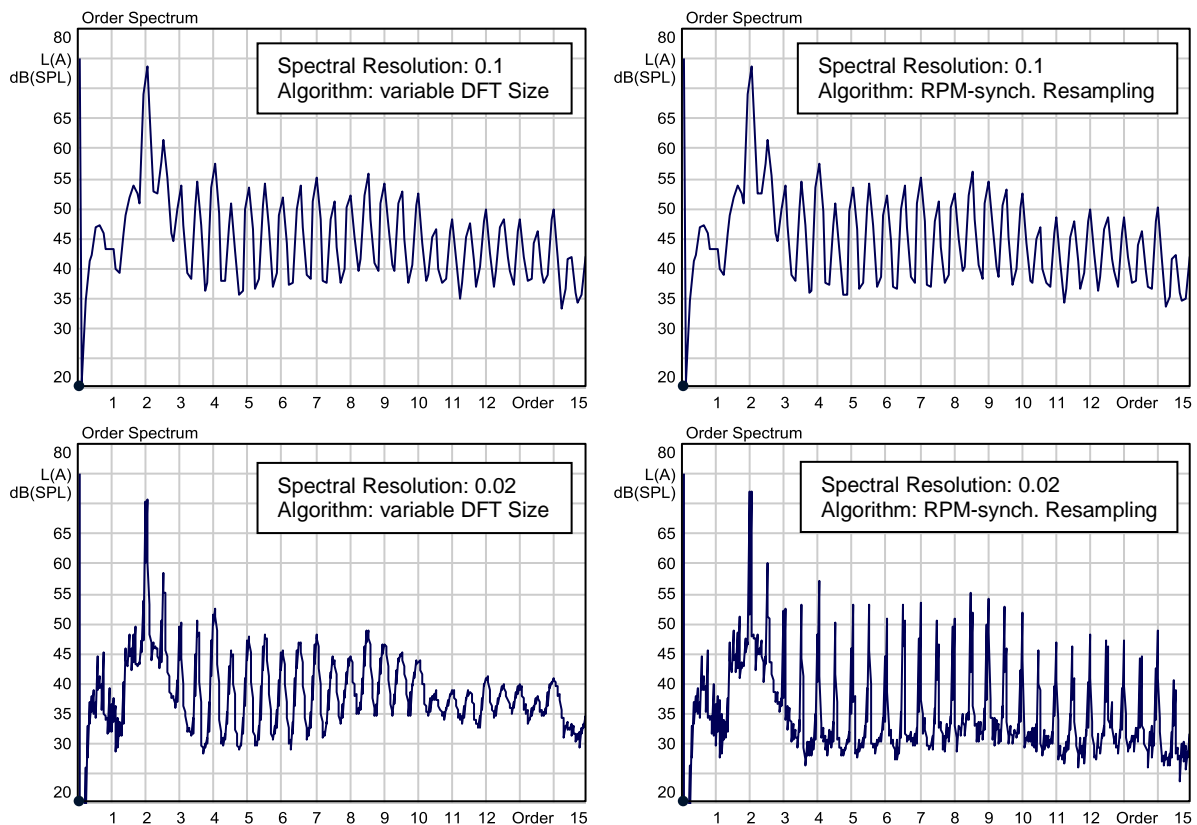 Order Spectrum
80
L(A)
dB(SPL)
65
60
55
50
45
40
35
30
20
Spectral Resolution: 0.1
Algorithm: variable DFT Size
1 2 3 4 5 6 7 8 9 10 11 12 Order 15
Order Spectrum
80
L(A)
dB(SPL)
65
60
55
50
45
40
35
30
20
Spectral Resolution: 0.1
Algorithm: RPM-synch. Resampling
1 2 3 4 5 6 7 8 9 10 11 12 Order 15
Order Spectrum
80
L(A)
dB(SPL)
65
60
55
50
45
40
35
30
20
Spectral Resolution: 0.02
Algorithm: variable DFT Size
1 2 3 4 5 6 7 8 9 10 11 12 Order 15
Order Spectrum
80
L(A)
dB(SPL)
65
60
55
50
45
40
35
30
20
Spectral Resolution: 0.02
Algorithm: RPM-synch. Resampling
1 2 3 4 5 6 7 8 9 10 11 12 Order 15